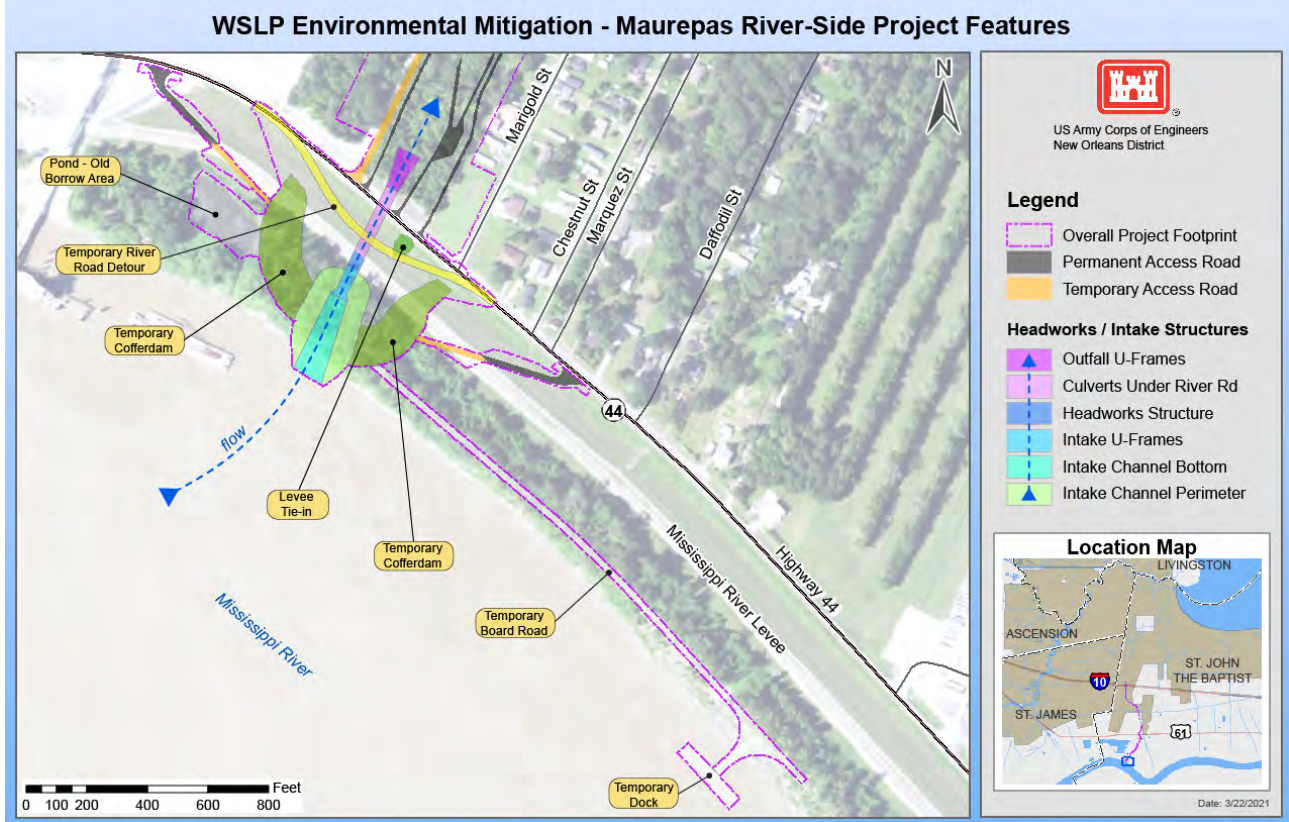 WSLP Environmental Mitigation - Maurepas River-Side Project Features
N
Marigold St
Chestnut St
Marquez St
Daffodil St
Pond - Old
Borrow Area
Temporary River
Road Detour
Temporary
Cofferdam
flow
Levee
Tie-in
Temporary
Cofferdam
44
Mississippi River
Temporary
Board Road
Mississippi River Levee
Highway 44
Temporary
Dock
Feet
0 100 200 400 600 800
®
US Army Corps of Engineers
New Orleans District
Legend
Overall Project Footprint
Permanent Access Road
Temporary Access Road
Headworks / Intake Structures
Outfall U-Frames
Culverts Under River Rd
Headworks Structure
Intake U-Frames
Intake Channel Bottom
Intake Channel Perimeter
Location Map
LIVINGSTON
ASCENSION
ST. JOHN
THE BAPTIST
10
ST. JAMES
61
Date: 3/22/2021